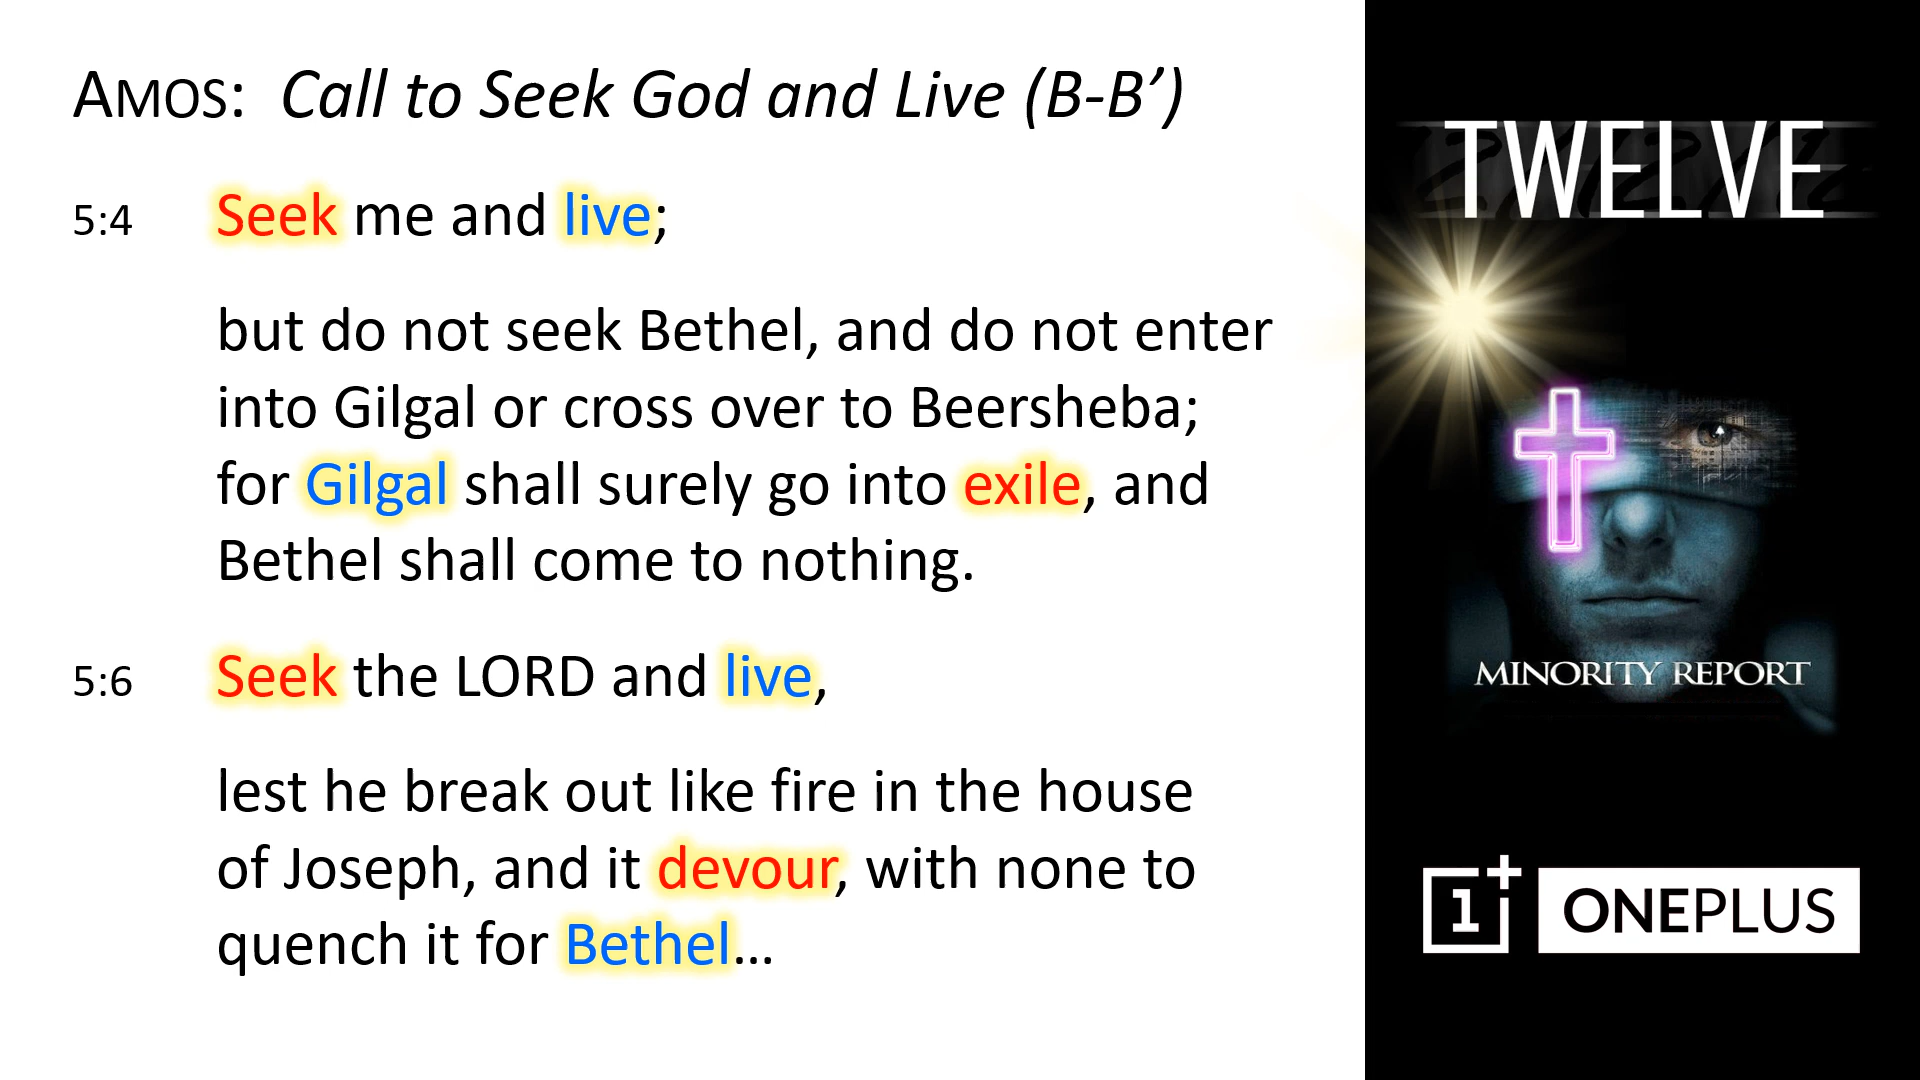 AMOS: Call to Seek God and Live (B-B’)
5:4 Seek me and live;
but do not seek Bethel, and do not enter
into Gilgal or cross over to Beersheba;
for Gilgal shall surely go into exile, and
Bethel shall come to nothing.
5:6 Seek the LORD and live,
lest he break out like fire in the house
of Joseph, and it devour, with none to
quench it for Bethel…
TWELVE
MINORITY REPORT
1+ ONEPLUS